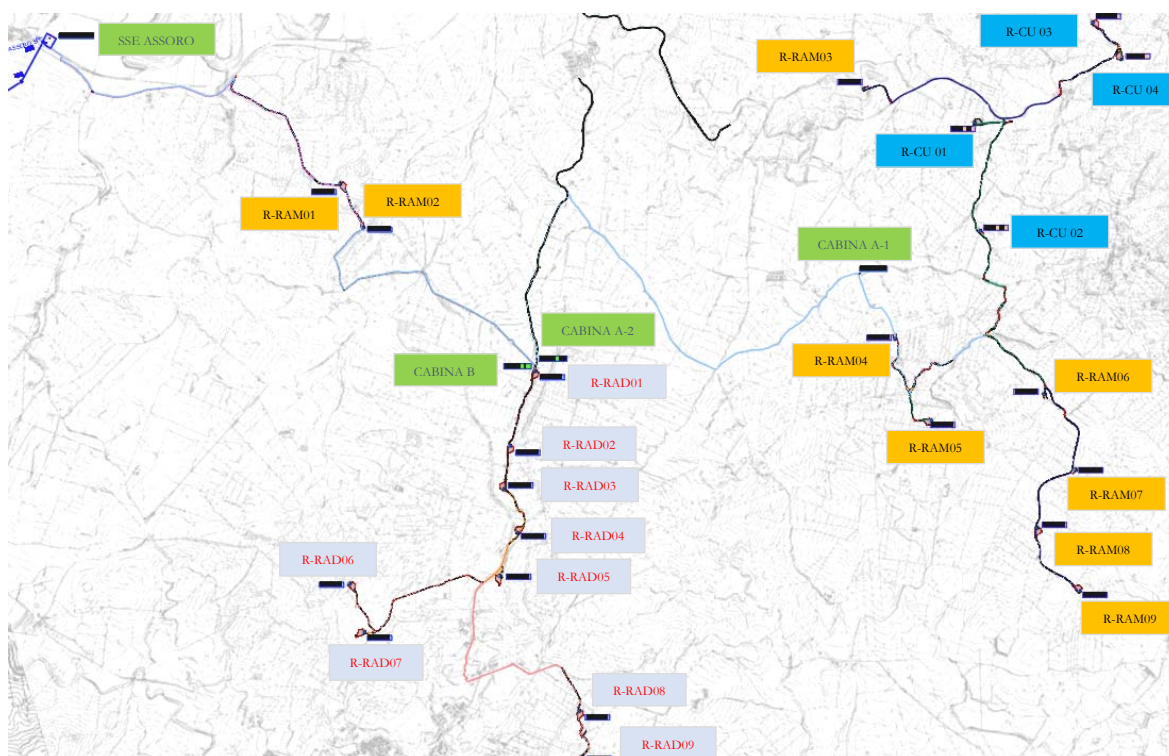 R-CU 03
SSE ASSORO
R-RAM03
R-CU 04
R-CU 01
R-RAM02
R-RAM01
R-CU 02
CABINA A-1
CABINA A-2
CABINA B
R-RAM04
R-RAD01
R-RAM06
R-RAD02
R-RAM05
R-RAD03
R-RAM07
R-RAD04
R-RAM08
R-RAD06
R-RAD05
R-RAM09
R-RAD07
R-RAD08
R-RAD09